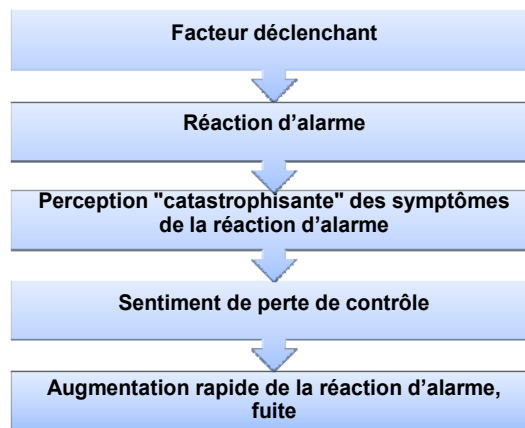 Facteur déclenchant
Réaction d’alarme
Perception "catastrophisante" des symptômes
de la réaction d’alarme
Sentiment de perte de contrôle
Augmentation rapide de la réaction d’alarme,
fuite